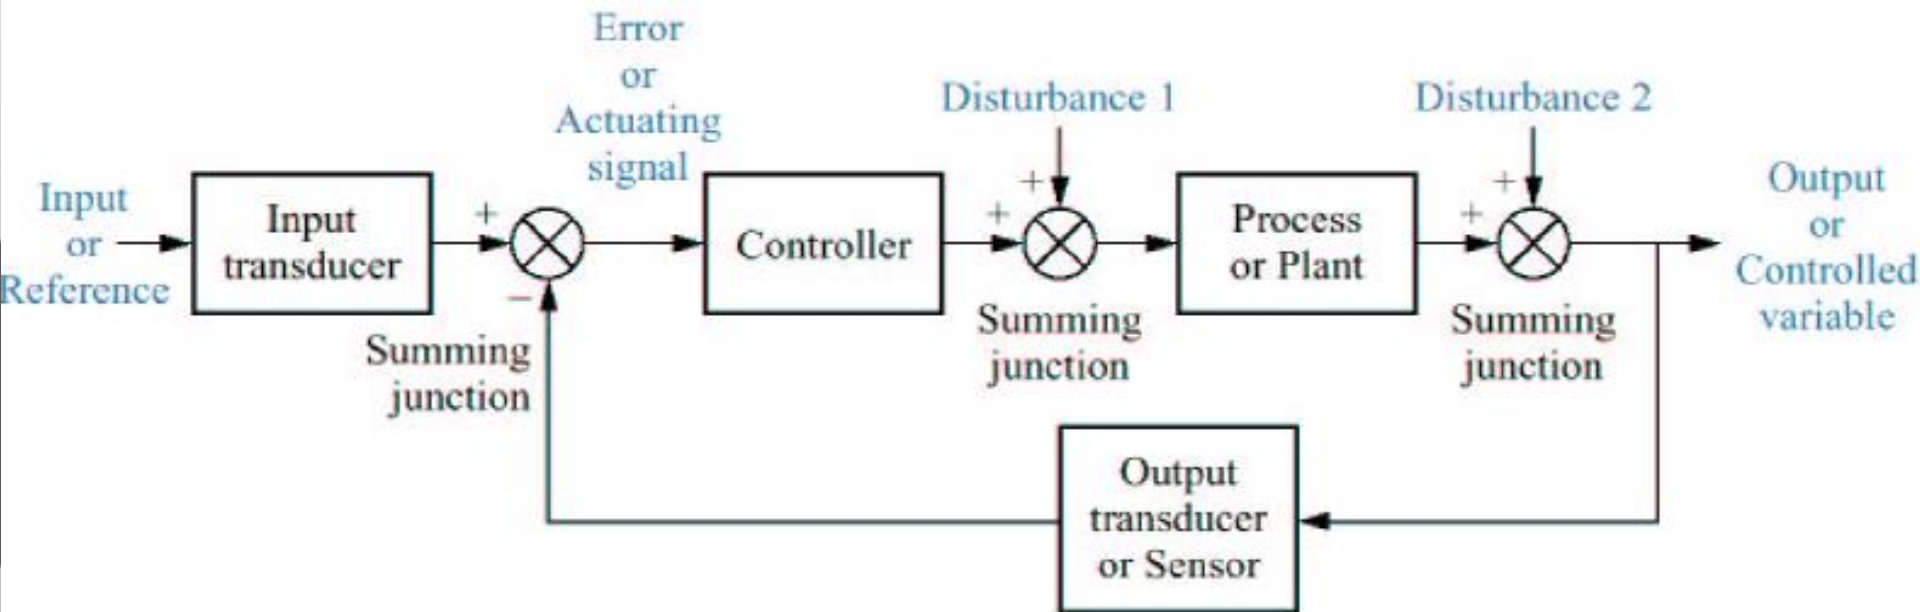 Error
or
Actuating
signal
Disturbance 1
Disturbance 2
Input
or
Reference
Input
transducer
+
−
Summing
junction
Controller
+
+
Summing
junction
Process
or Plant
+
+
Summing
junction
Output
or
Controlled
variable
Output
transducer
or Sensor